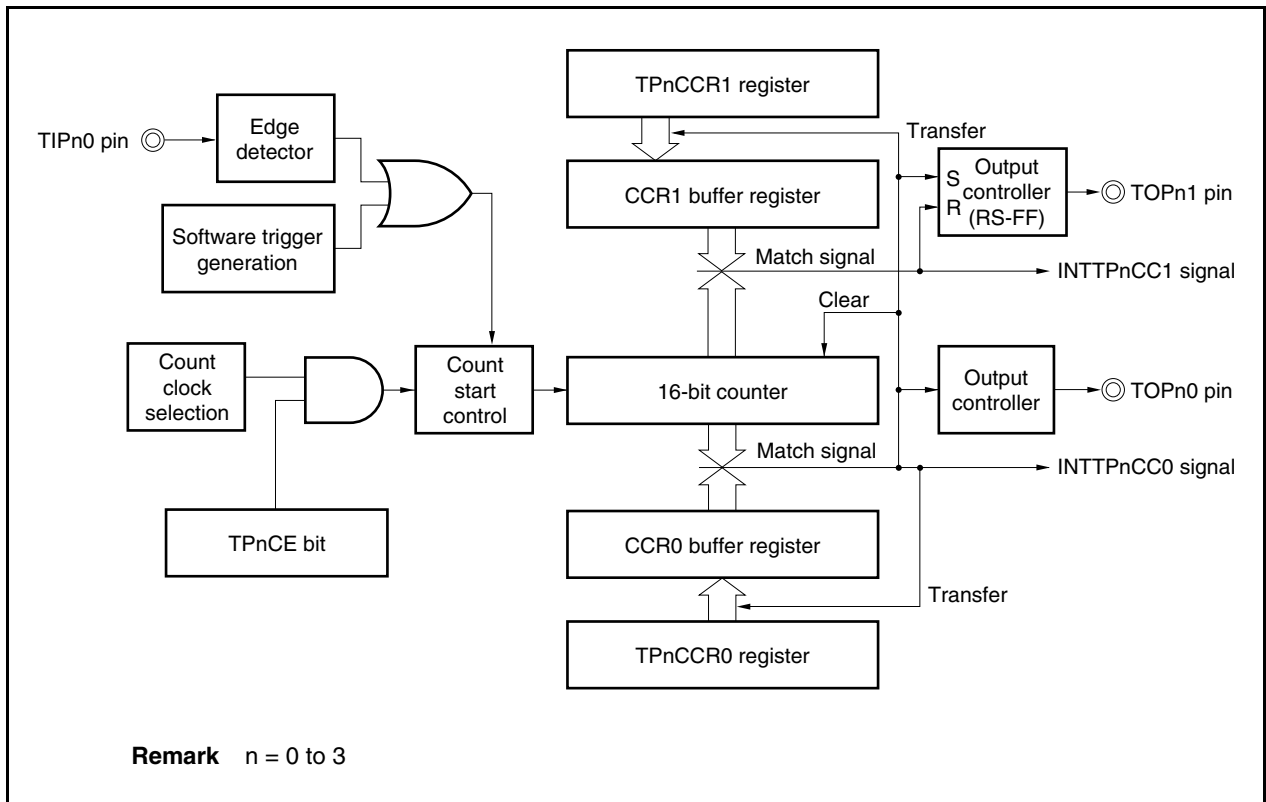 TPnCCR1 register
TIPn0 pin
Edge
detector
Transfer
CCR1 buffer register
S
R
Output
controller
(RS-FF)
TOPn1 pin
Software trigger
generation
Match signal
INTTPnCC1 signal
Clear
Count
clock
selection
Count
start
control
16-bit counter
Output
controller
TOPn0 pin
Match signal
INTTPnCC0 signal
TPnCE bit
CCR0 buffer register
Transfer
TPnCCR0 register
Remark n = 0 to 3